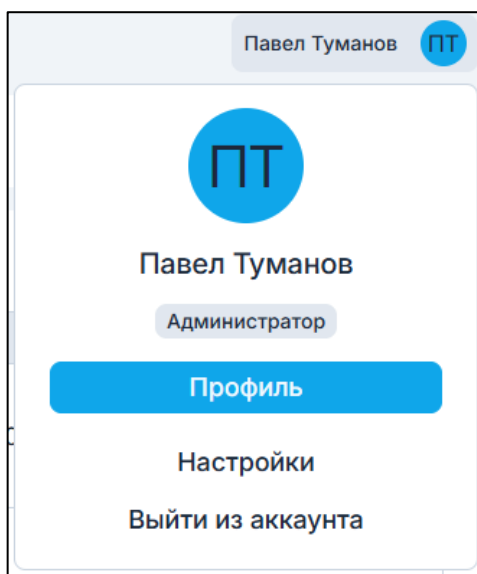 Павел Туманов ПТ
ПТ
Павел Туманов
Администратор
Профиль
Настройки
Выйти из аккаунта